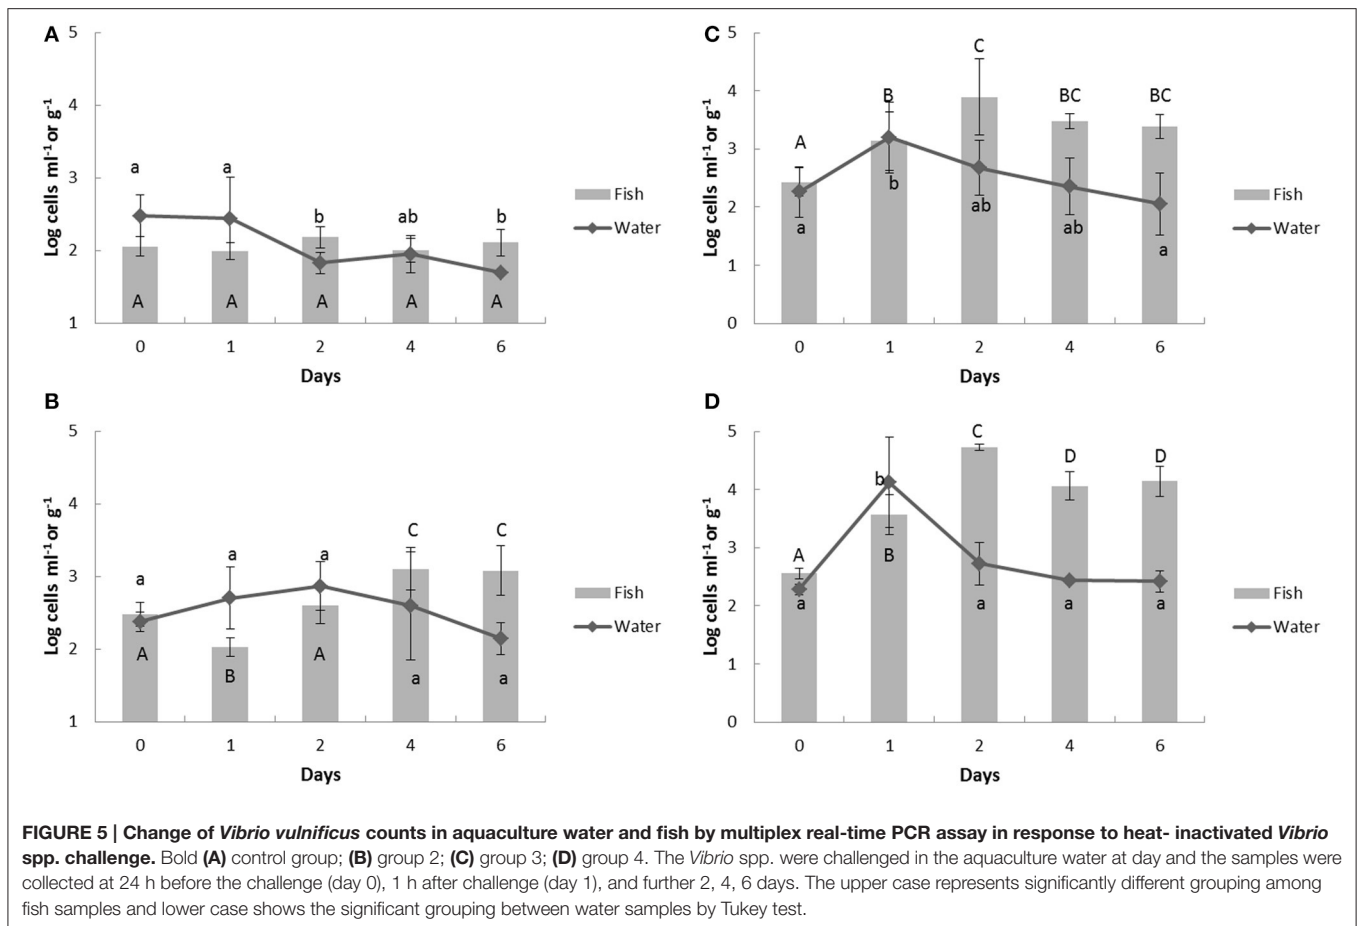 A
5
4
3
2
1
Log cells ml-1 or g-1
a
a
b
ab
b
A
A
A
A
A
0 1 2 4 6
Days
Fish
Water
B
5
4
3
2
1
Log cells ml-1 or g-1
a
a
a
C
C
A
B
A
a
a
0 1 2 4 6
Days
Fish
Water
C
5
4
3
2
1
0
Log cells ml-1 or g-1
A
B
C
BC
BC
a
b
ab
ab
a
0 1 2 4 6
Days
Fish
Water
D
5
4
3
2
1
0
Log cells ml-1 or g-1
A
b
C
D
D
a
B
a
a
a
0 1 2 4 6
Days
Fish
Water
FIGURE 5 | Change of Vibrio vulnificus counts in aquaculture water and fish by multiplex real-time PCR assay in response to heat- inactivated Vibrio
spp. challenge. Bold (A) control group; (B) group 2; (C) group 3; (D) group 4. The Vibrio spp. were challenged in the aquaculture water at day and the samples were
collected at 24 h before the challenge (day 0), 1 h after challenge (day 1), and further 2, 4, 6 days. The upper case represents significantly different grouping among
fish samples and lower case shows the significant grouping between water samples by Tukey test.